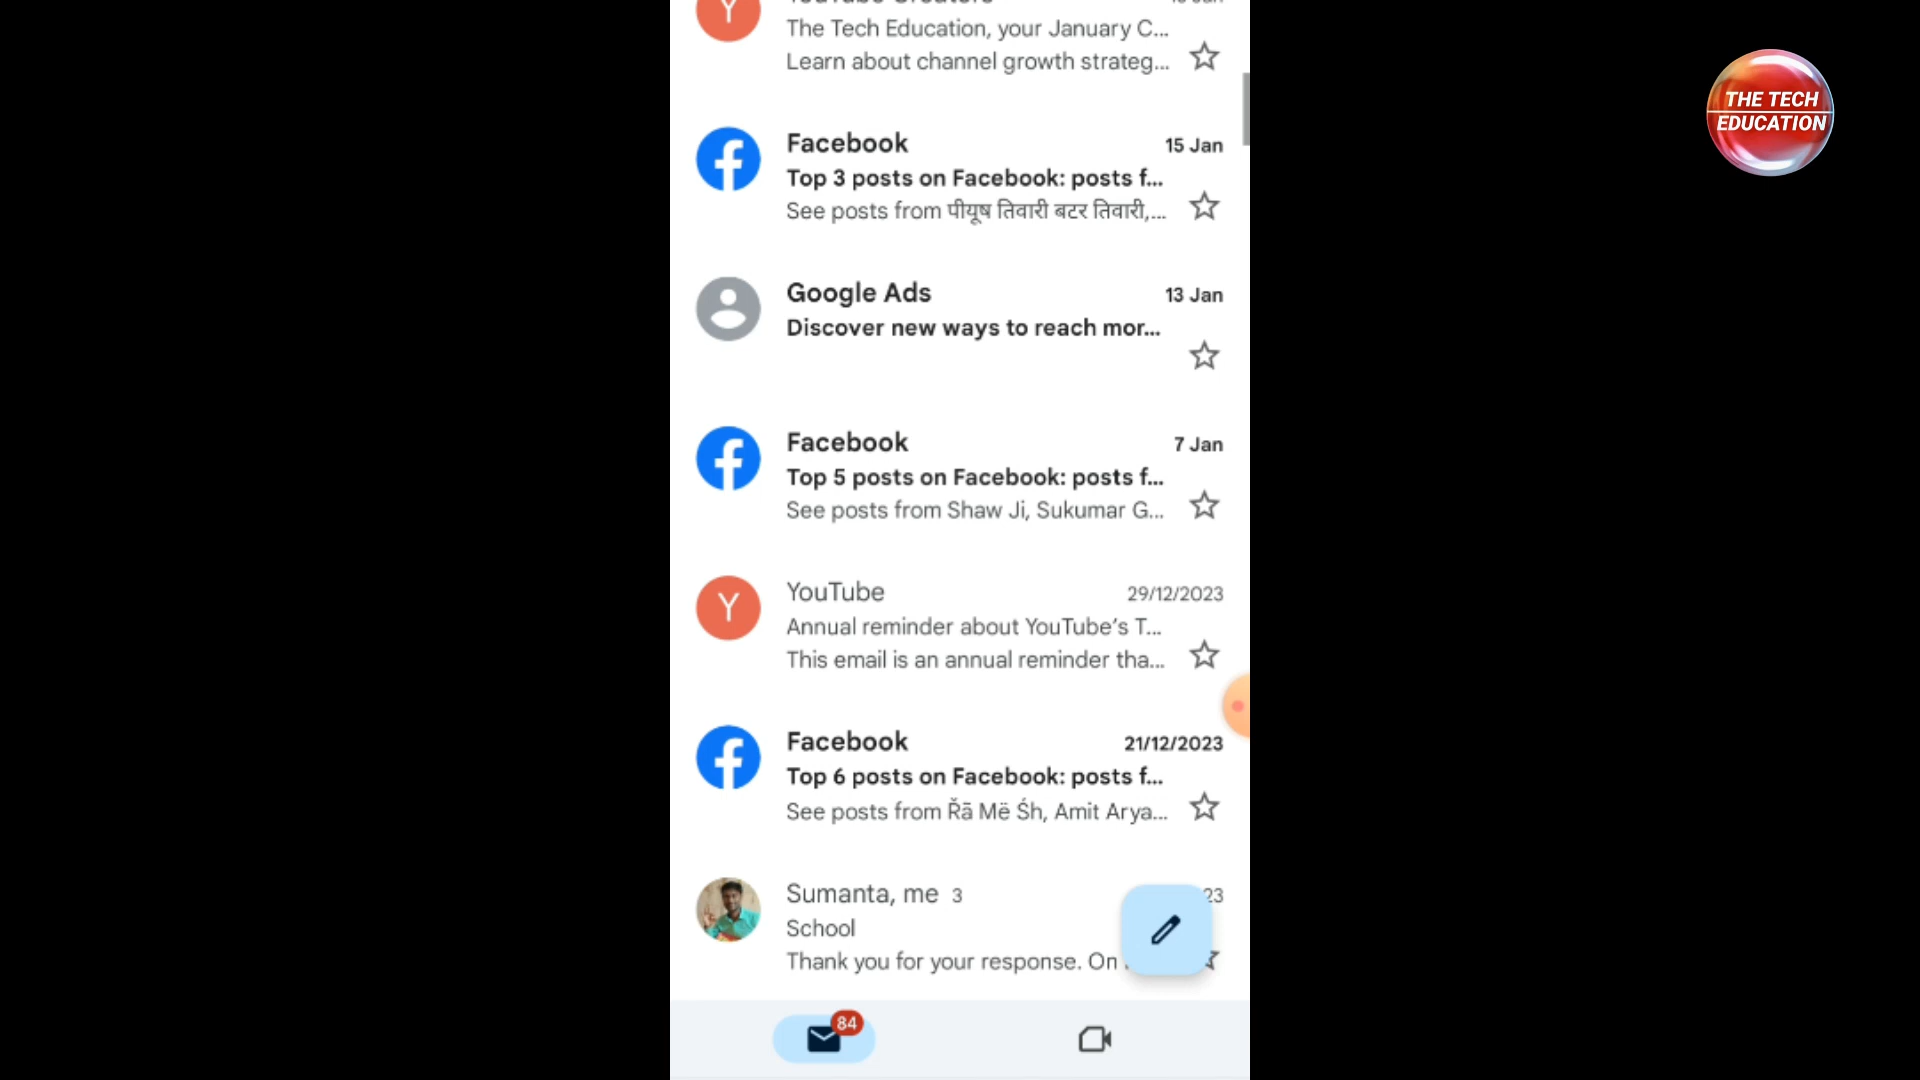 Y
The Tech Education, your January C...
Learn about channel growth strateg...
THE TECH
EDUCATION
Facebook 15 Jan
Top 3 posts on Facebook: posts f...
See posts from पीयूष तिवारी बटर तिवारी,...
Google Ads 13 Jan
Discover new ways to reach mor...
Facebook 7 Jan
Top 5 posts on Facebook: posts f...
See posts from Shaw Ji, Sukumar G...
Y
YouTube 29/12/2023
Annual reminder about YouTube’s T...
This email is an annual reminder tha...
Facebook 21/12/2023
Top 6 posts on Facebook: posts f...
See posts from Řā Më Śh, Amit Arya...
Sumanta, me 3 23
School
Thank you for your response. On
84